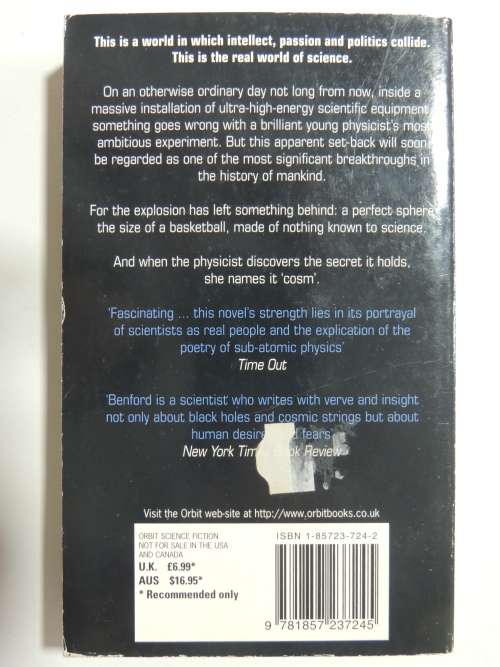 This is a world in which intellect, passion and politics collide.
This is the real world of science.
On an otherwise ordinary day not long from now, inside a
massive installation of ultra-high-energy scientific equipment,
something goes wrong with a brilliant young physicist's most
ambitious experiment. But this apparent set-back will soon
be regarded as one of the most significant breakthroughs in
the history of mankind.
For the explosion has left something behind: a perfect sphere
the size of a basketball, made of nothing known to science.
And when the physicist discovers the secret it holds,
she names it 'cosm'.
'Fascinating ... this novel's strength lies in its portrayal
of scientists as real people and the explication of the
poetry of sub-atomic physics'
Time Out
'Benford is a scientist who writes with verve and insight
not only about black holes and cosmic strings but about
human desire fears'
New York Book Review
Visit the Orbit web-site at http://www.orbitbooks.co.uk
ORBIT SCIENCE FICTION
NOT FOR SALE IN THE USA
AND CANADA
U.K. £6.99*
AUS $16.95*
* Recommended only
ISBN 1-85723-724-2
9 781857 237245